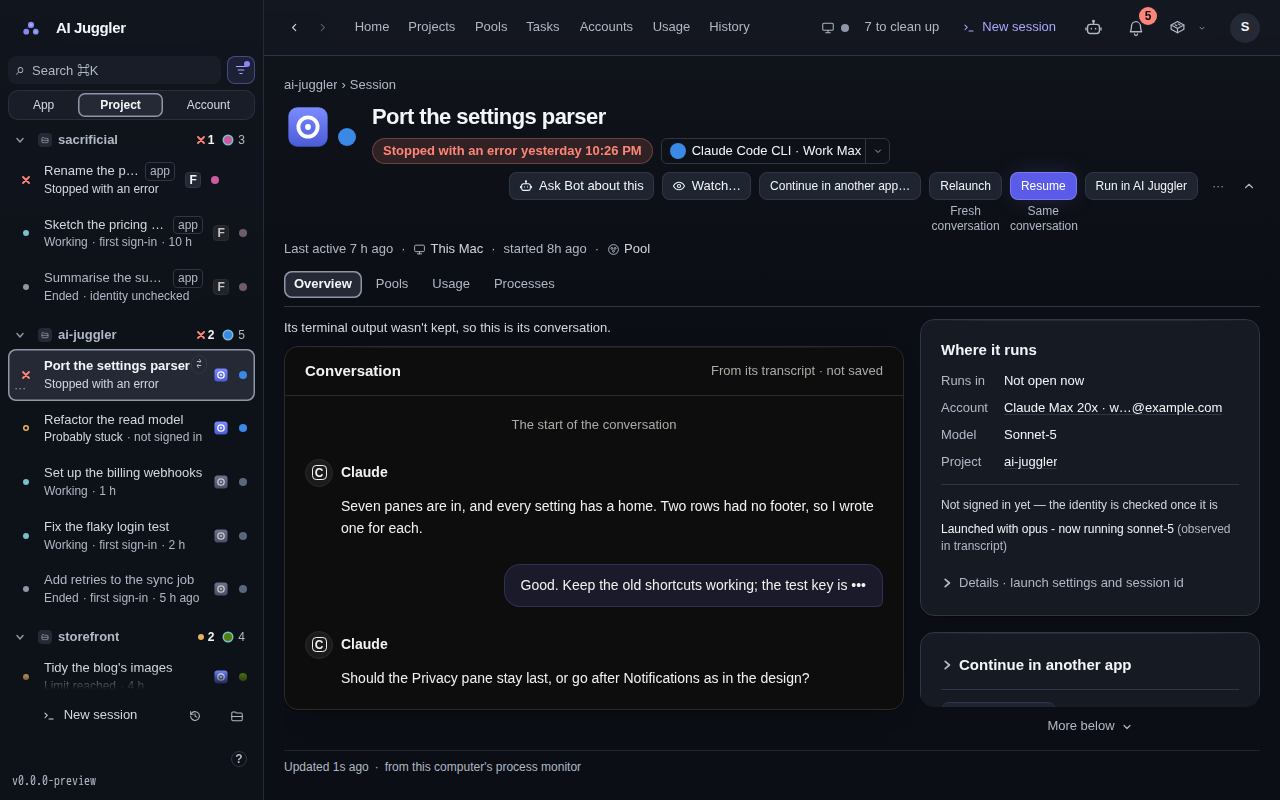 AI Juggler
Search ⌘K
App Project Account
sacrificial 1 3
Rename the p… app F
Stopped with an error
Sketch the pricing … app F
Working · first sign-in · 10 h
Summarise the su… app F
Ended · identity unchecked
ai-juggler 2 5
Port the settings parser
Stopped with an error
Refactor the read model
Probably stuck · not signed in
Set up the billing webhooks
Working · 1 h
Fix the flaky login test
Working · first sign-in · 2 h
Add retries to the sync job
Ended · first sign-in · 5 h ago
storefront 2 4
Tidy the blog's images
Limit reached · 4 h
New session
?
v0.0.0-preview
Home Projects Pools Tasks Accounts Usage History 7 to clean up New session 5 S
ai-juggler › Session
Port the settings parser
Stopped with an error yesterday 10:26 PM Claude Code CLI · Work Max
Ask Bot about this Watch… Continue in another app… Relaunch Resume Run in AI Juggler ···
Fresh conversation Same conversation
Last active 7 h ago · This Mac · started 8h ago · Pool
Overview Pools Usage Processes
Its terminal output wasn't kept, so this is its conversation.
Conversation From its transcript · not saved
The start of the conversation
C Claude
Seven panes are in, and every setting has a home. Two rows had no footer, so I wrote
one for each.
Good. Keep the old shortcuts working; the test key is •••
C Claude
Should the Privacy pane stay last, or go after Notifications as in the design?
Where it runs
Runs in Not open now
Account Claude Max 20x · w…@example.com
Model Sonnet-5
Project ai-juggler
Not signed in yet — the identity is checked once it is
Launched with opus - now running sonnet-5 (observed
in transcript)
Details · launch settings and session id
Continue in another app
More below
Updated 1s ago · from this computer's process monitor